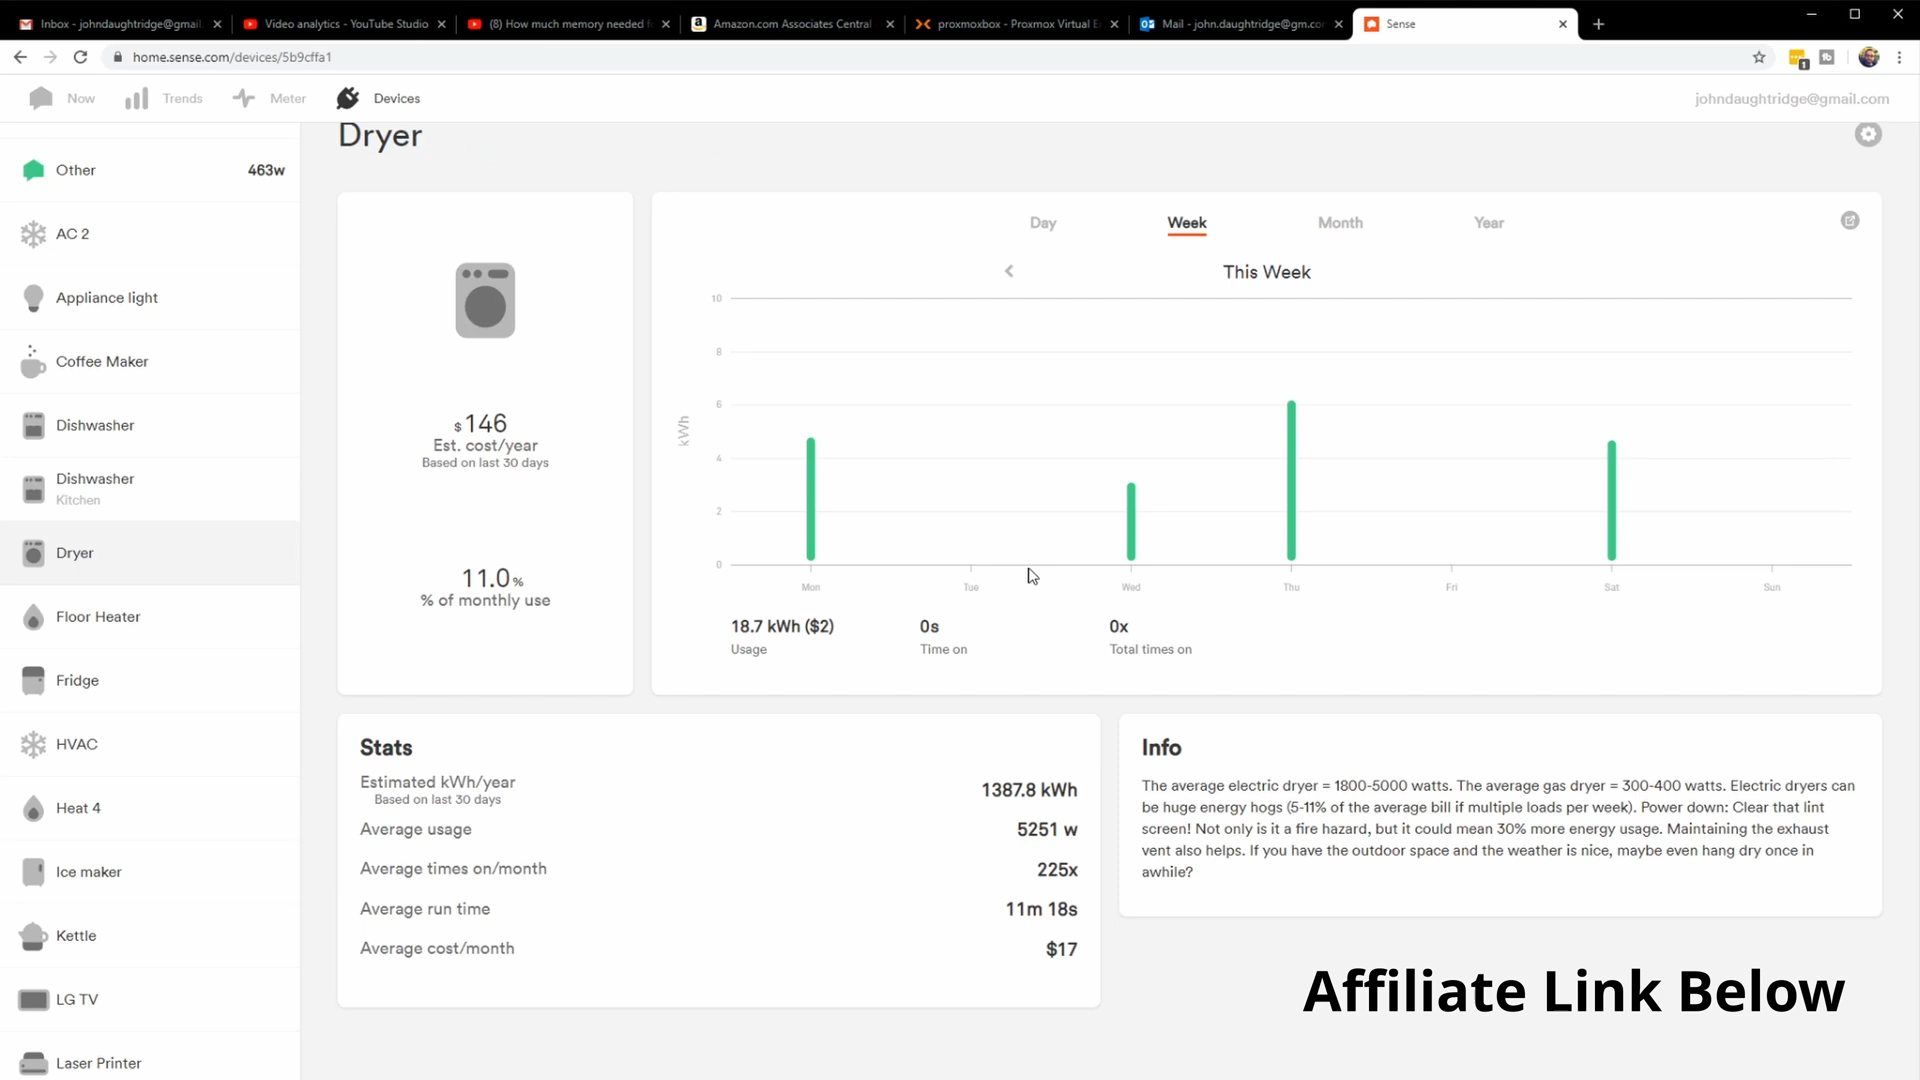 Inbox - johndaughtridge@gmail.
Video analytics - YouTube Studio
(8) How much memory needed f
Amazon.com Associates Central
proxmoxbox - Proxmox Virtual E
Mail - john.daughtridge@gm.com
Sense
home.sense.com/devices/5b9cffa1
1
Now
Trends
Meter
Devices
johndaughtridge@gmail.com
Other
463w
AC 2
Appliance light
Coffee Maker
Dishwasher
Dishwasher
Kitchen
Dryer
Floor Heater
Fridge
HVAC
Heat 4
Ice maker
Kettle
LG TV
Laser Printer
Dryer
$146
Est. cost/year
Based on last 30 days
11.0%
% of monthly use
Day
Week
Month
Year
This Week
kWh
10
8
6
4
2
0
Mon
Tue
Wed
Thu
Fri
Sat
Sun
18.7 kWh ($2)
Usage
0s
Time on
0x
Total times on
Stats
Estimated kWh/year
Based on last 30 days
1387.8 kWh
Average usage
5251 w
Average times on/month
225x
Average run time
11m 18s
Average cost/month
$17
Info
The average electric dryer = 1800-5000 watts. The average gas dryer = 300-400 watts. Electric dryers can
be huge energy hogs (5-11% of the average bill if multiple loads per week). Power down: Clear that lint
screen! Not only is it a fire hazard, but it could mean 30% more energy usage. Maintaining the exhaust
vent also helps. If you have the outdoor space and the weather is nice, maybe even hang dry once in
awhile?
Affiliate Link Below